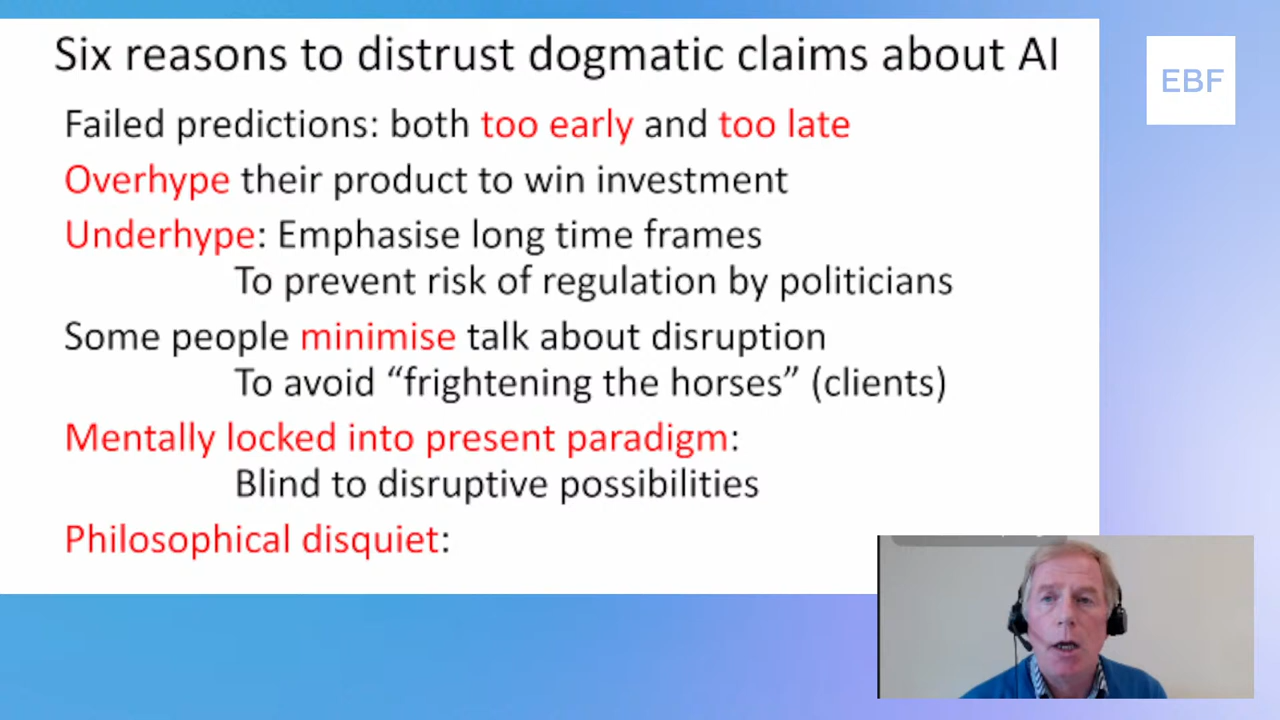 Six reasons to distrust dogmatic claims about AI
EBF
Failed predictions: both too early and too late
Overhype their product to win investment
Underhype: Emphasise long time frames
To prevent risk of regulation by politicians
Some people minimise talk about disruption
To avoid “frightening the horses” (clients)
Mentally locked into present paradigm:
Blind to disruptive possibilities
Philosophical disquiet: